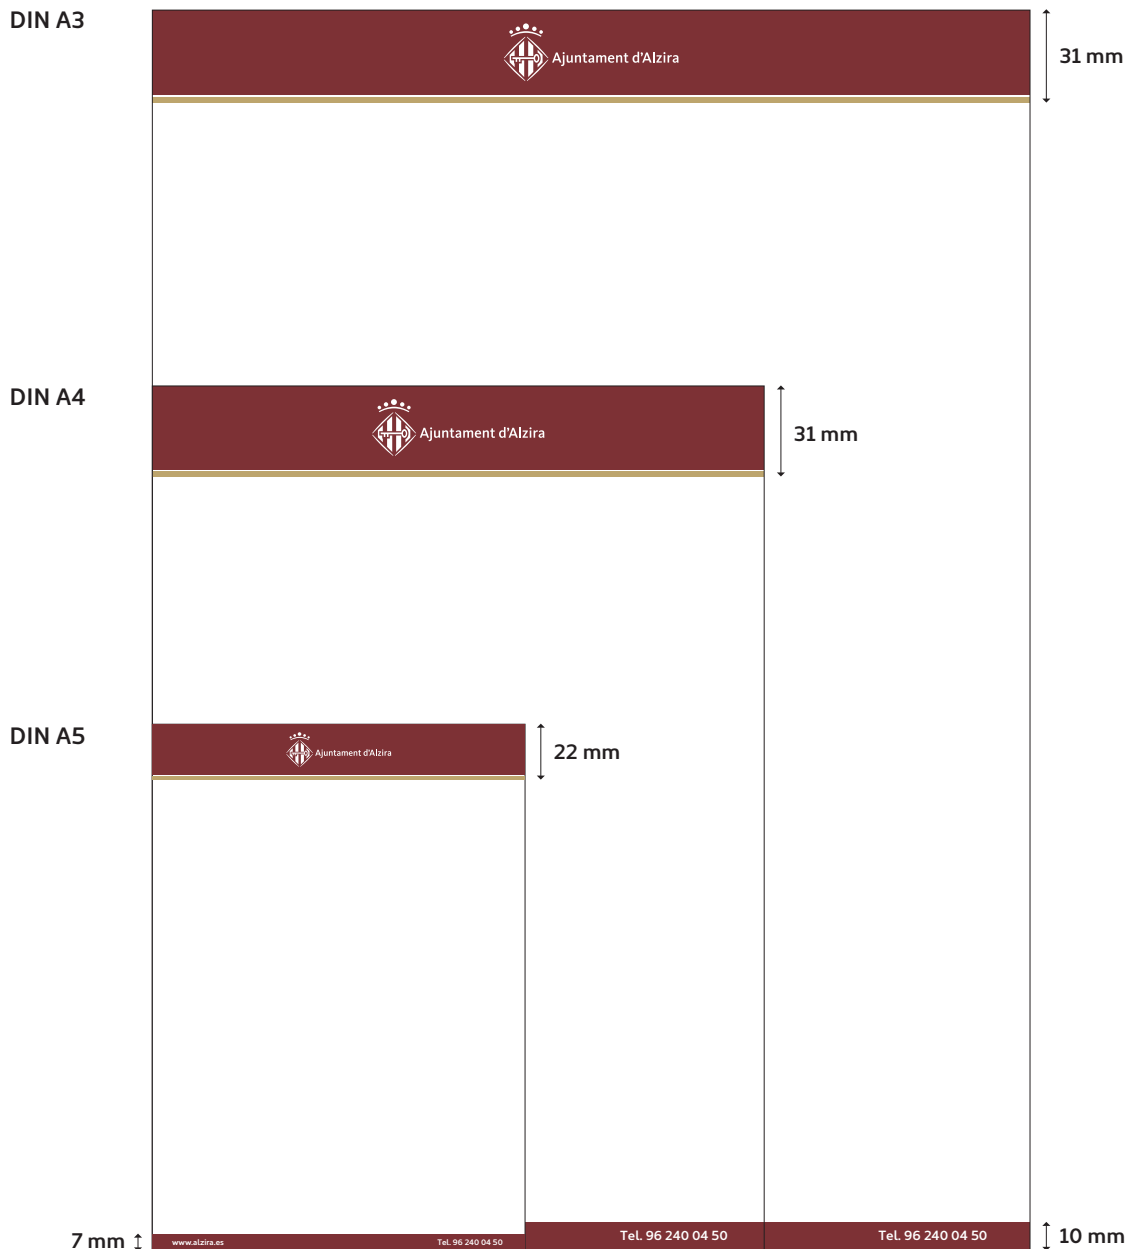 DIN A3
Ajuntament d'Alzira
31 mm
DIN A4
Ajuntament d'Alzira
31 mm
DIN A5
Ajuntament d'Alzira
22 mm
7 mm
www.alzira.es
Tel. 96 240 04 50
Tel. 96 240 04 50
Tel. 96 240 04 50
10 mm